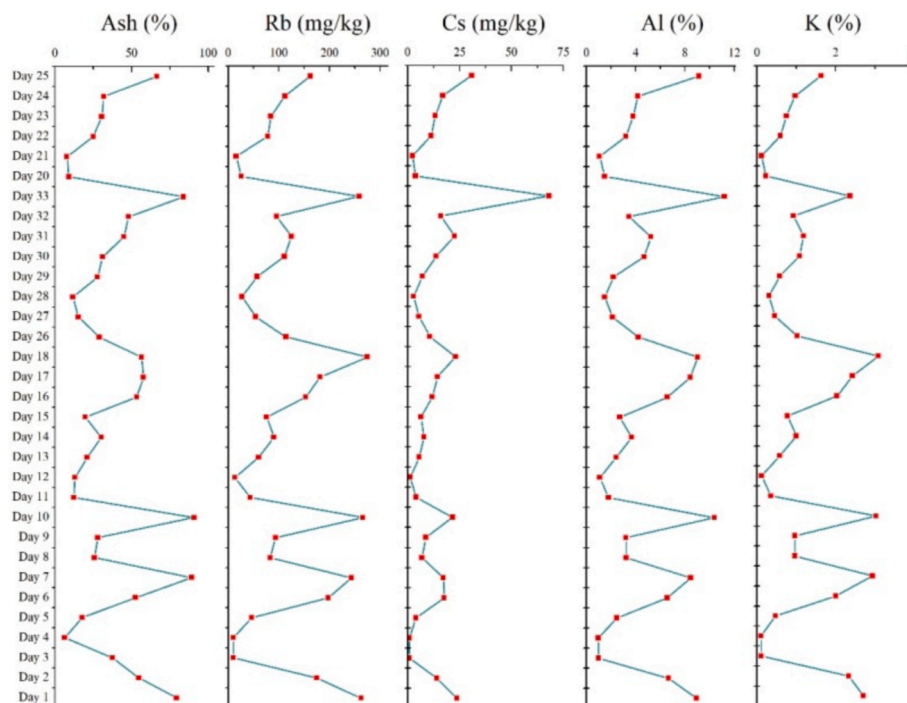 Ash (%) Rb (mg/kg) Cs (mg/kg) Al (%) K (%)
0 50 100 0 100 200 300 0 25 50 75 0 4 8 12 0 2
Day 25
Day 24
Day 23
Day 22
Day 21
Day 20
Day 33
Day 32
Day 31
Day 30
Day 29
Day 28
Day 27
Day 26
Day 18
Day 17
Day 16
Day 15
Day 14
Day 13
Day 12
Day 11
Day 10
Day 9
Day 8
Day 7
Day 6
Day 5
Day 4
Day 3
Day 2
Day 1